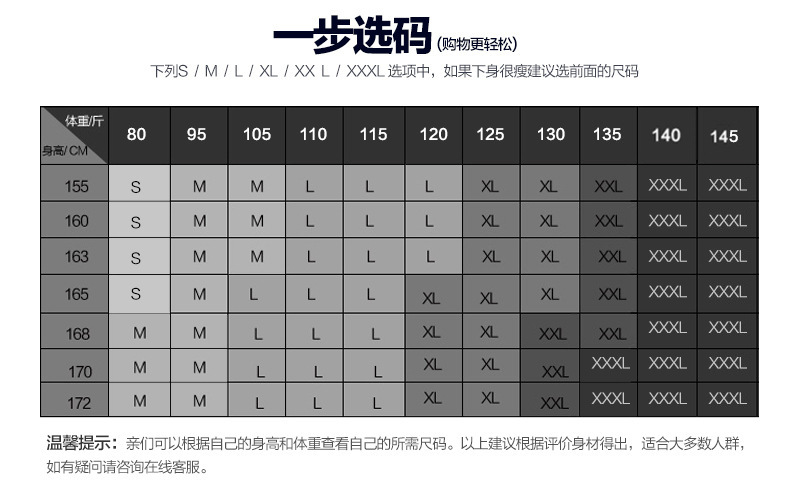 一步选码(购物更轻松)
下列S / M / L / XL / XX L / XXXL 选项中，如果下身很瘦建议选前面的尺码
体重/斤 80 95 105 110 115 120 125 130 135 140 145
身高/CM
155 S M M L L L XL XL XXL XXXL XXXL
160 S M M L L L XL XL XXL XXXL XXXL
163 S M M L L L XL XL XXL XXXL XXXL
165 S M L L L XL XL XL XXL XXXL XXXL
168 M M L L L XL XL XXL XXL XXXL XXXL
170 M M L L L XL XL XXL XXXL XXXL XXXL
172 M M L L L XL XL XXL XXXL XXXL XXXL
温馨提示：亲们可以根据自己的身高和体重查看自己的所需尺码。以上建议根据评价身材得出，适合大多数人群，
如有疑问请咨询在线客服。